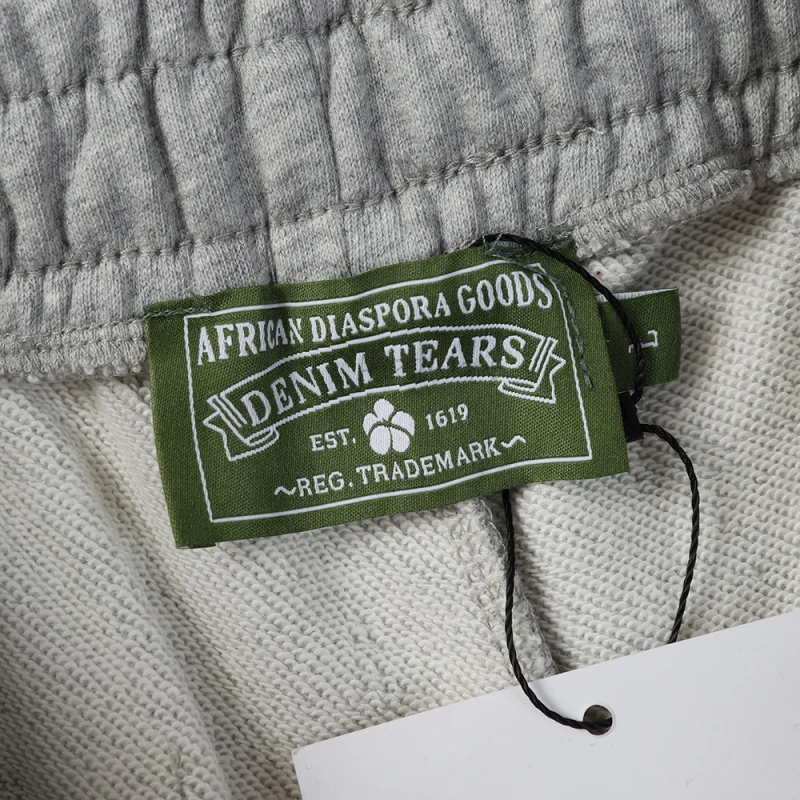 AFRICAN DIASPORA GOODS
DENIM TEARS
EST. 1619
~REG. TRADEMARK~
L